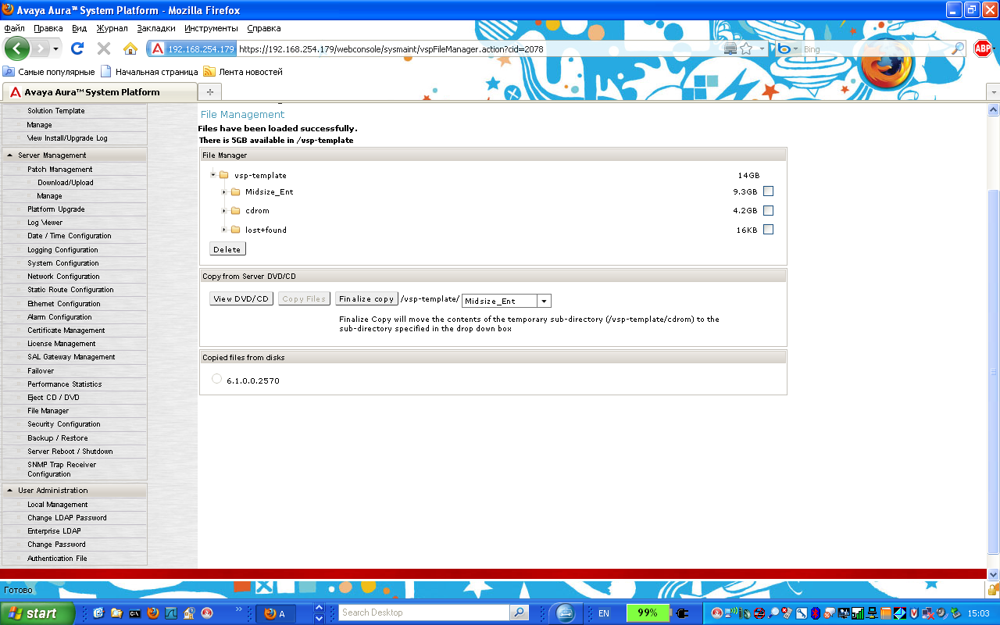 Avaya Aura™ System Platform - Mozilla Firefox
Файл Правка Вид Журнал Закладки Инструменты Справка
192.168.254.179 https://192.168.254.179/webconsole/sysmaint/vspFileManager.action?cid=2078
Bing
ABP
Самые популярные Начальная страница Лента новостей
Avaya Aura™ System Platform
Solution Template
Manage
View Install/Upgrade Log
Server Management
Patch Management
Download/Upload
Manage
Platform Upgrade
Log Viewer
Date / Time Configuration
Logging Configuration
System Configuration
Network Configuration
Static Route Configuration
Ethernet Configuration
Alarm Configuration
Certificate Management
License Management
SAL Gateway Management
Failover
Performance Statistics
Eject CD / DVD
File Manager
Security Configuration
Backup / Restore
Server Reboot / Shutdown
SNMP Trap Receiver
Configuration
User Administration
Local Management
Change LDAP Password
Enterprise LDAP
Change Password
Authentication File
File Management
Files have been loaded successfully.
There is 5GB available in /vsp-template
File Manager
vsp-template 14GB
Midsize_Ent 9.3GB
cdrom 4.2GB
lost+found 16KB
Delete
Copy from Server DVD/CD
View DVD/CD Copy Files Finalize copy /vsp-template/ Midsize_Ent
Finalize Copy will move the contents of the temporary sub-directory (/vsp-template/cdrom) to the
sub-directory specified in the drop down box
Copied files from disks
6.1.0.0.2570
Готово
start
A
Search Desktop
EN
99%
15:03